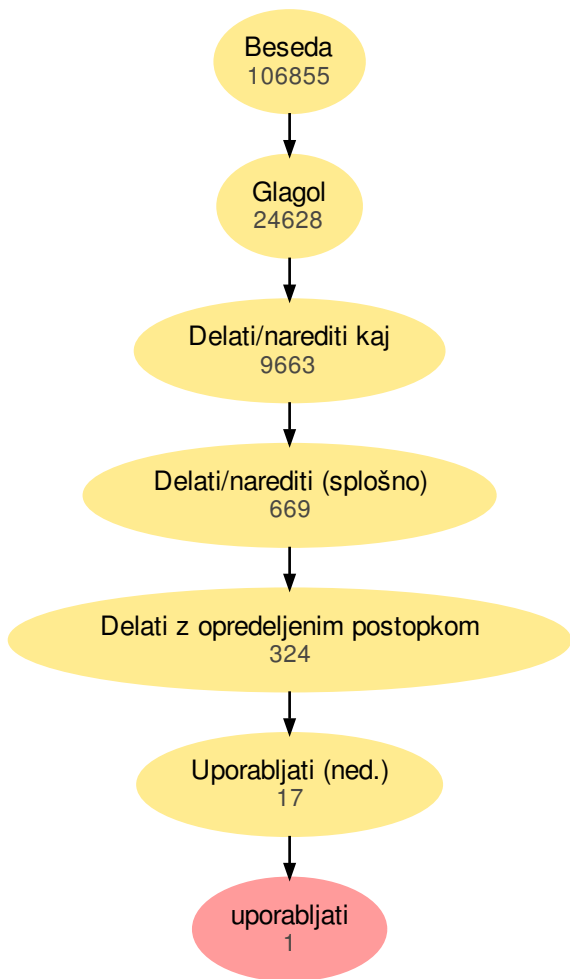 Beseda
106855
Glagol
24628
Delati/narediti kaj
9663
Delati/narediti (splošno)
669
Delati z opredeljenim postopkom
324
Uporabljati (ned.)
17
uporabljati
1